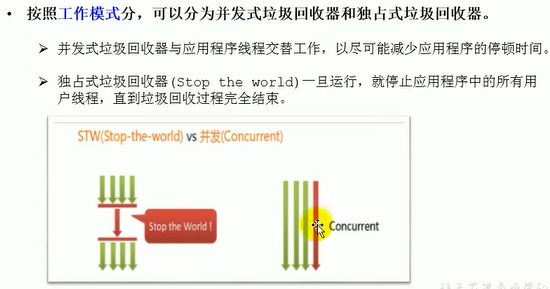 • 按照工作模式分，可以分为并发式垃圾回收器和独占式垃圾回收器。
➢ 并发式垃圾回收器与应用程序线程交替工作，以尽可能减少应用程序的停顿时间。
➢ 独占式垃圾回收器(Stop the world)一旦运行，就停止应用程序中的所有用
户线程，直到垃圾回收过程完全结束。
STW(Stop-the-world) vs 并发(Concurrent)
Stop the World！
Concurrent